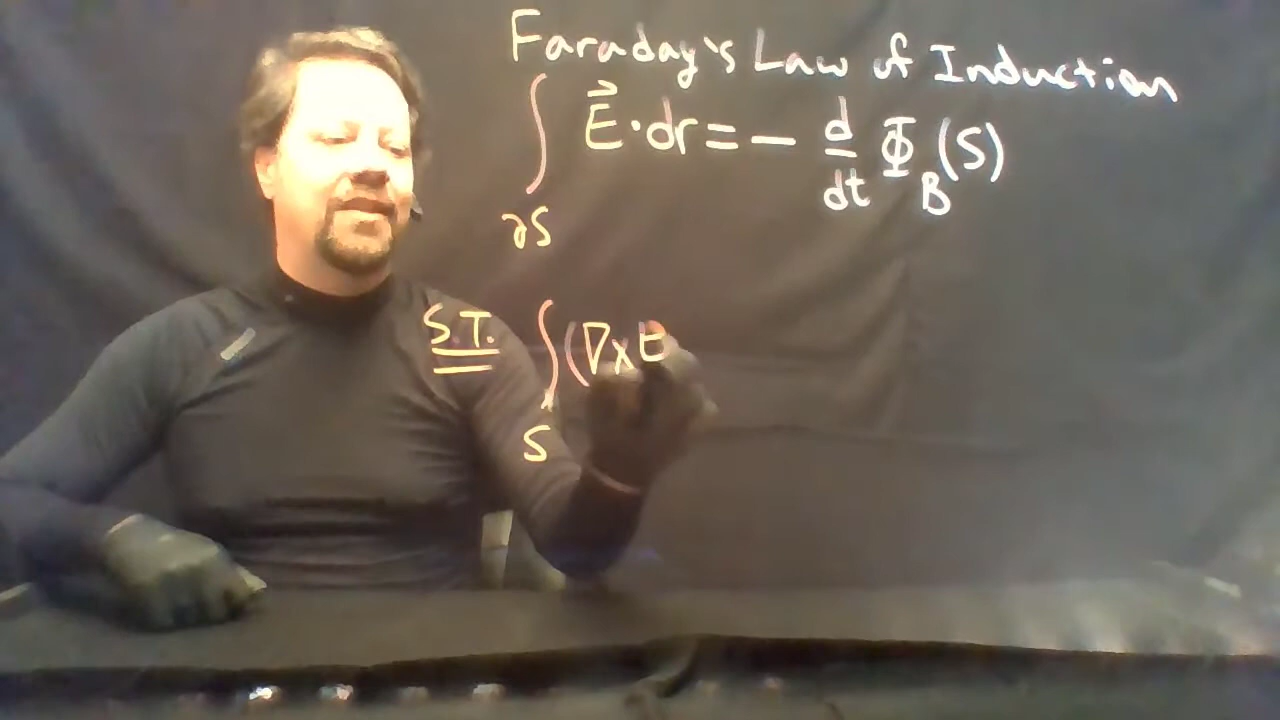 Faraday's Law of Induction
∫ E⃗ · dr = − d/dt Φ_B (S)
∂S
S.T. ∫ (∇ × E
S